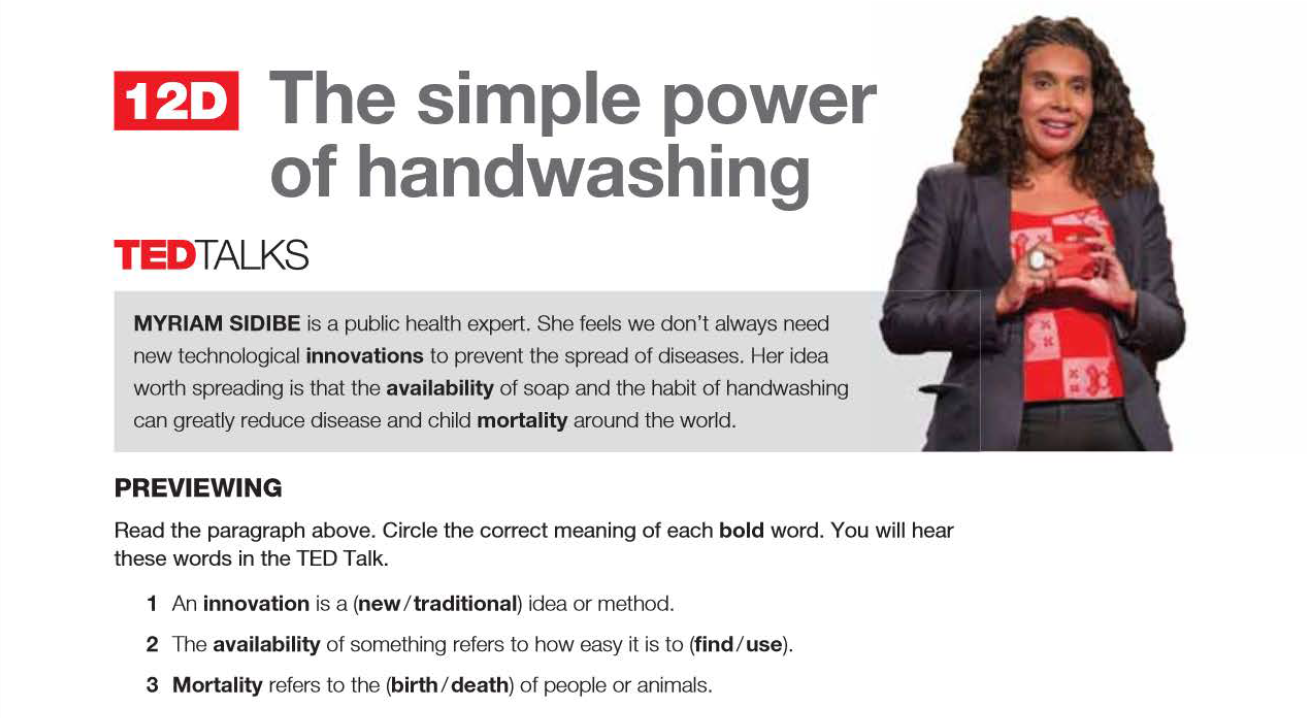 12D The simple power
of handwashing
TEDTALKS
MYRIAM SIDIBE is a public health expert. She feels we don't always need
new technological innovations to prevent the spread of diseases. Her idea
worth spreading is that the availability of soap and the habit of handwashing
can greatly reduce disease and child mortality around the world.
PREVIEWING
Read the paragraph above. Circle the correct meaning of each bold word. You will hear
these words in the TED Talk.
1 An innovation is a (new/traditional) idea or method.
2 The availability of something refers to how easy it is to (find/use).
3 Mortality refers to the (birth/death) of people or animals.